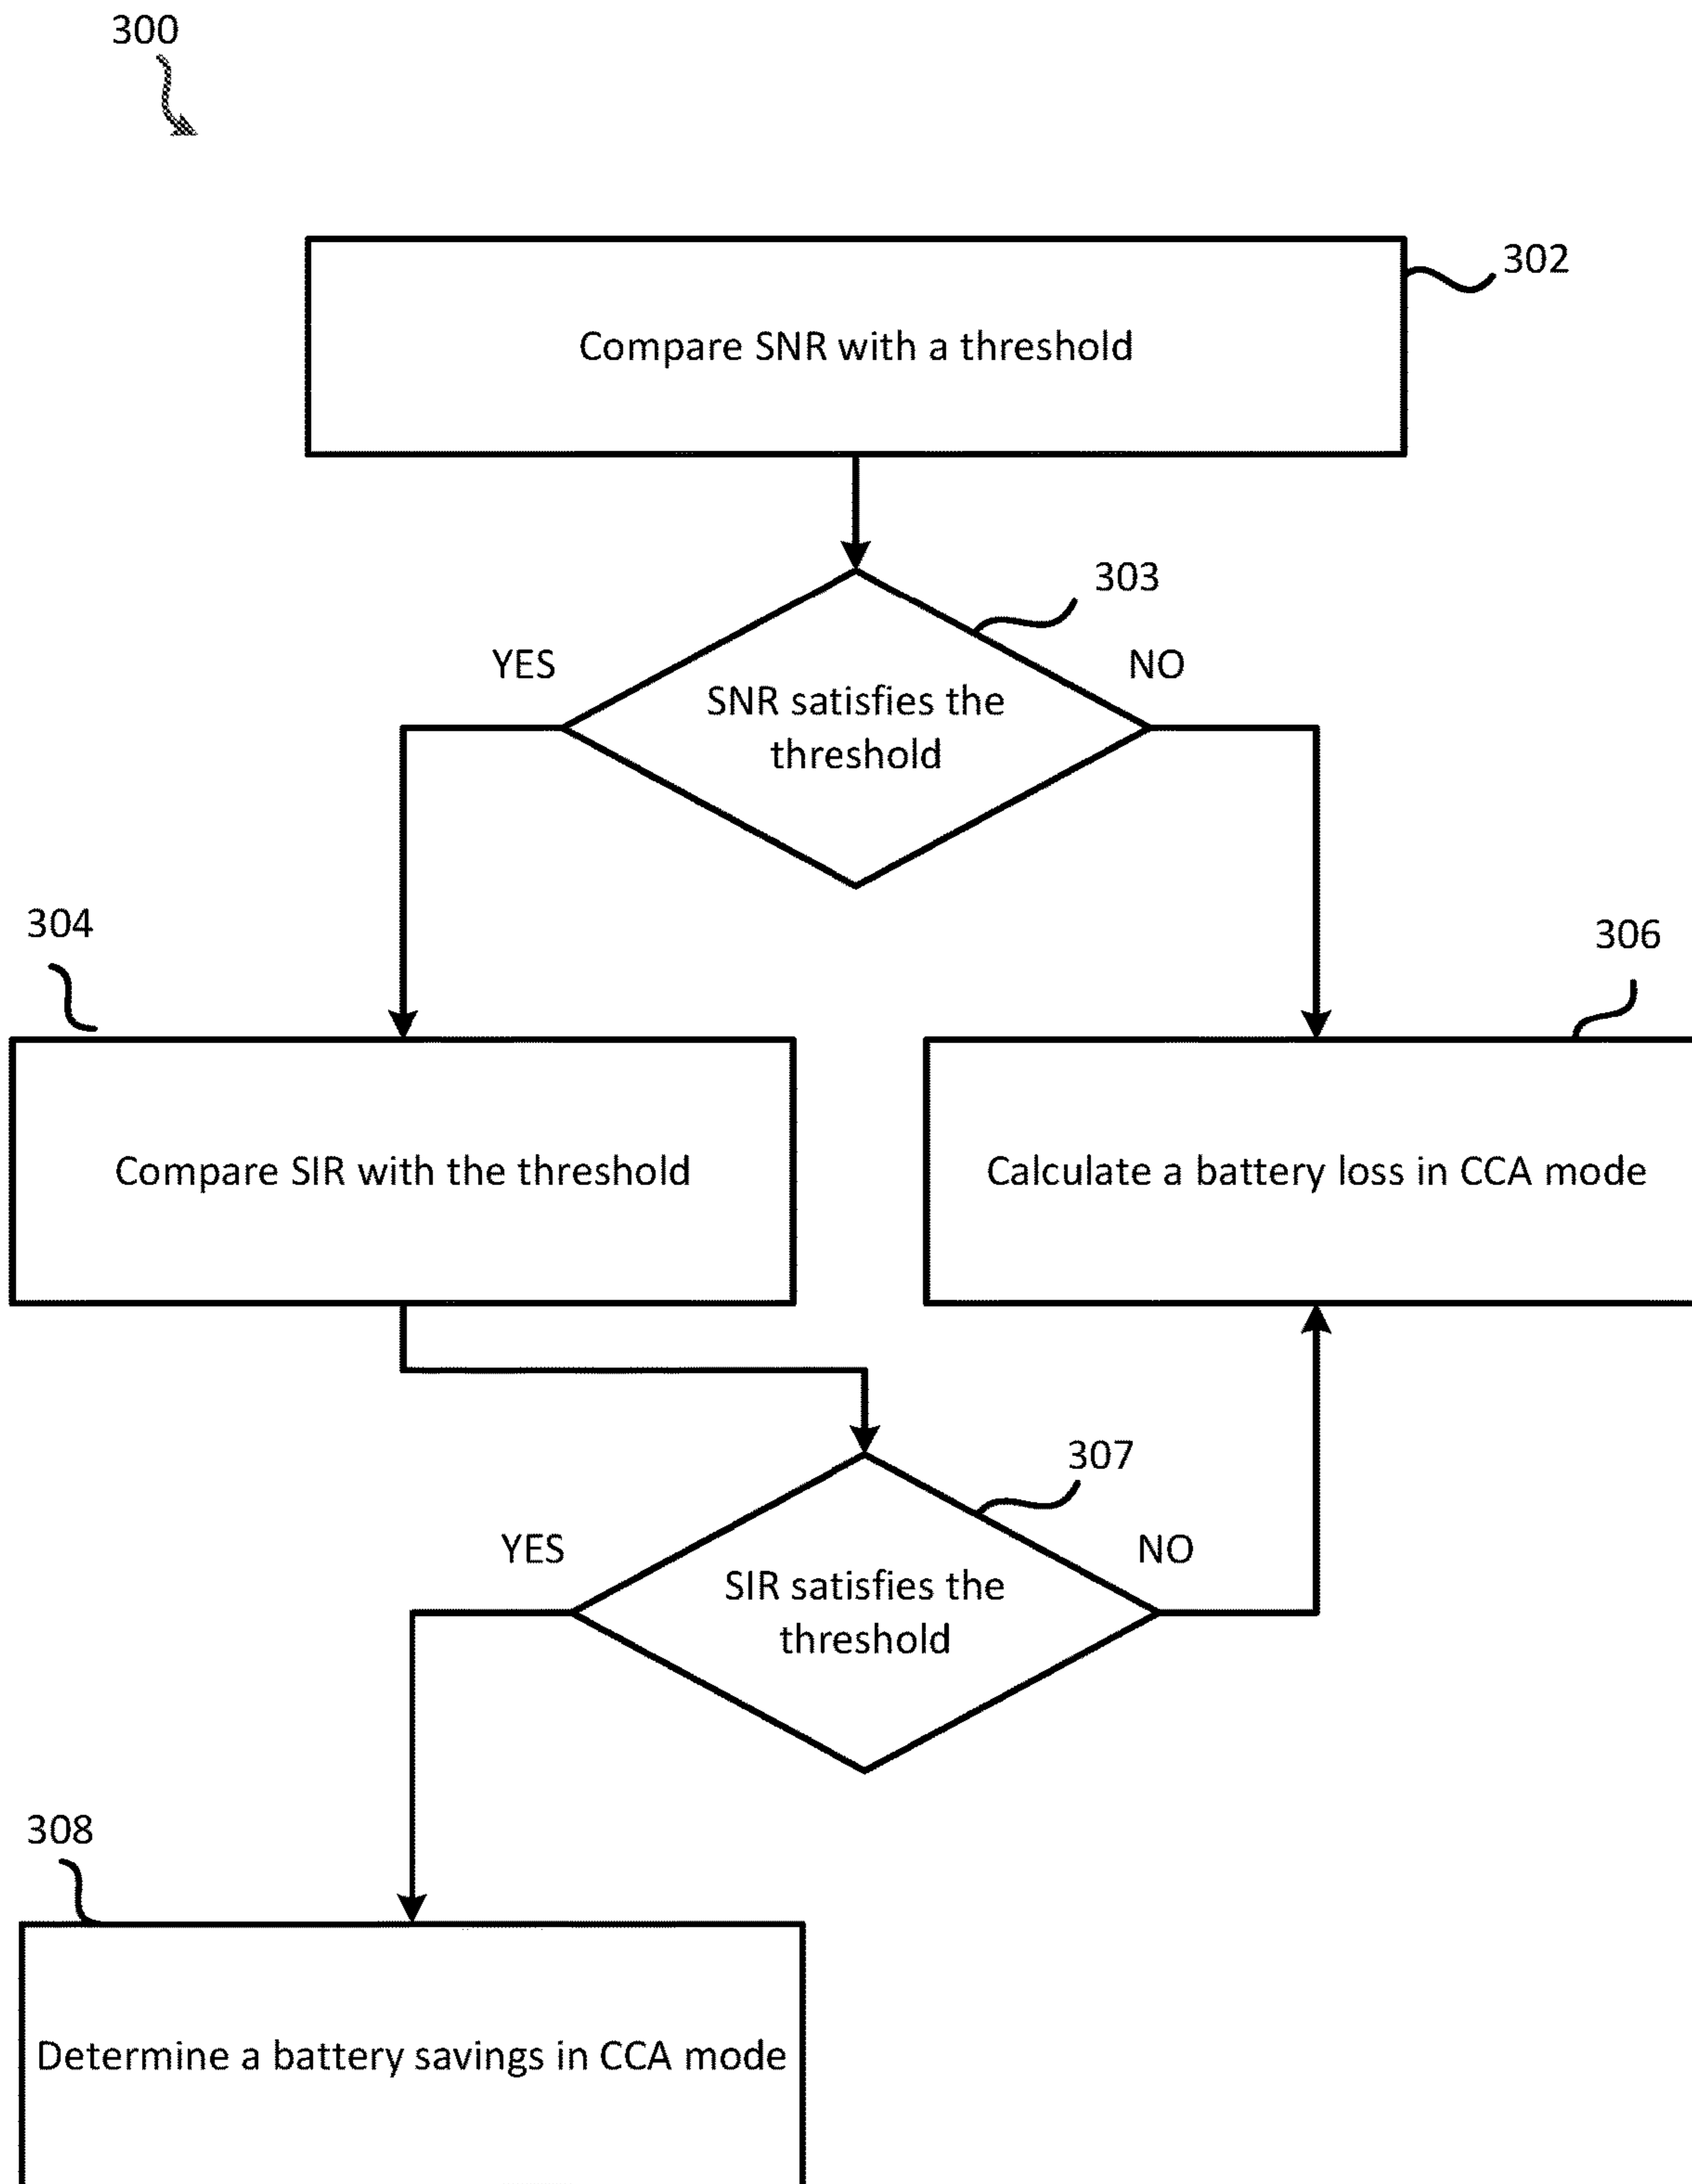 300
302
Compare SNR with a threshold
303
YES
NO
SNR satisfies the
threshold
304
306
Compare SIR with the threshold
Calculate a battery loss in CCA mode
307
YES
NO
SIR satisfies the
threshold
308
Determine a battery savings in CCA mode